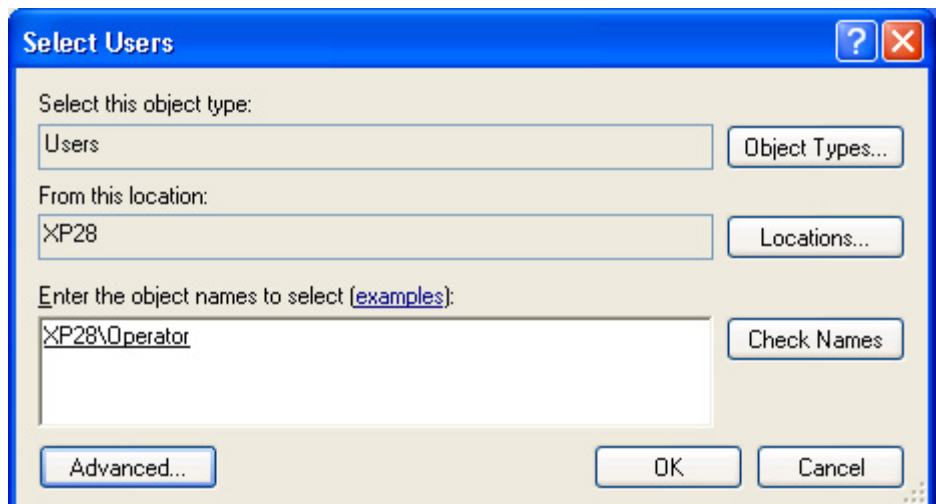 Select Users
Select this object type:
Users
Object Types...
From this location:
XP28
Locations...
Enter the object names to select (examples):
XP28\Operator
Check Names
Advanced...
OK
Cancel